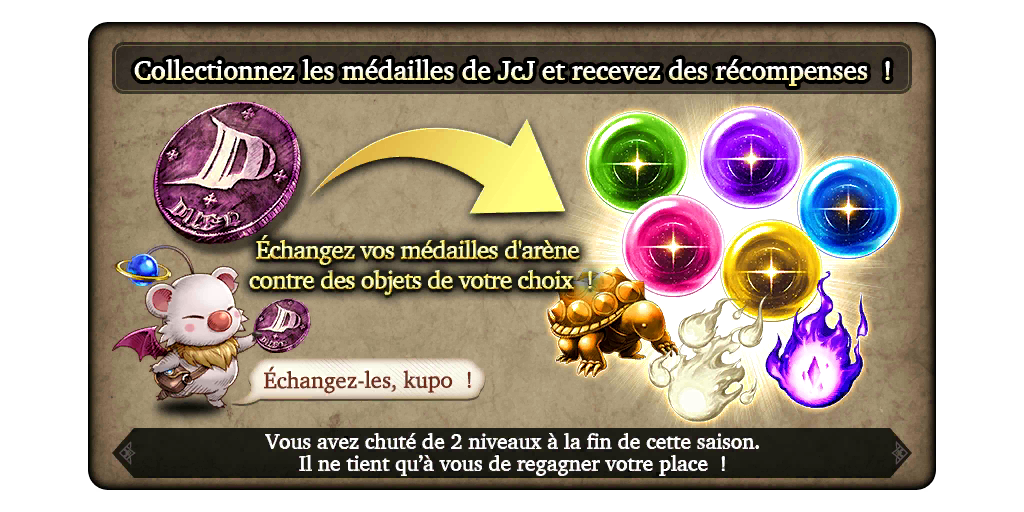 Collectionnez les médailles de JcJ et recevez des récompenses !
Échangez vos médailles d'arène
contre des objets de votre choix !
Échangez-les, kupo !
Vous avez chuté de 2 niveaux à la fin de cette saison.
Il ne tient qu'à vous de regagner votre place !